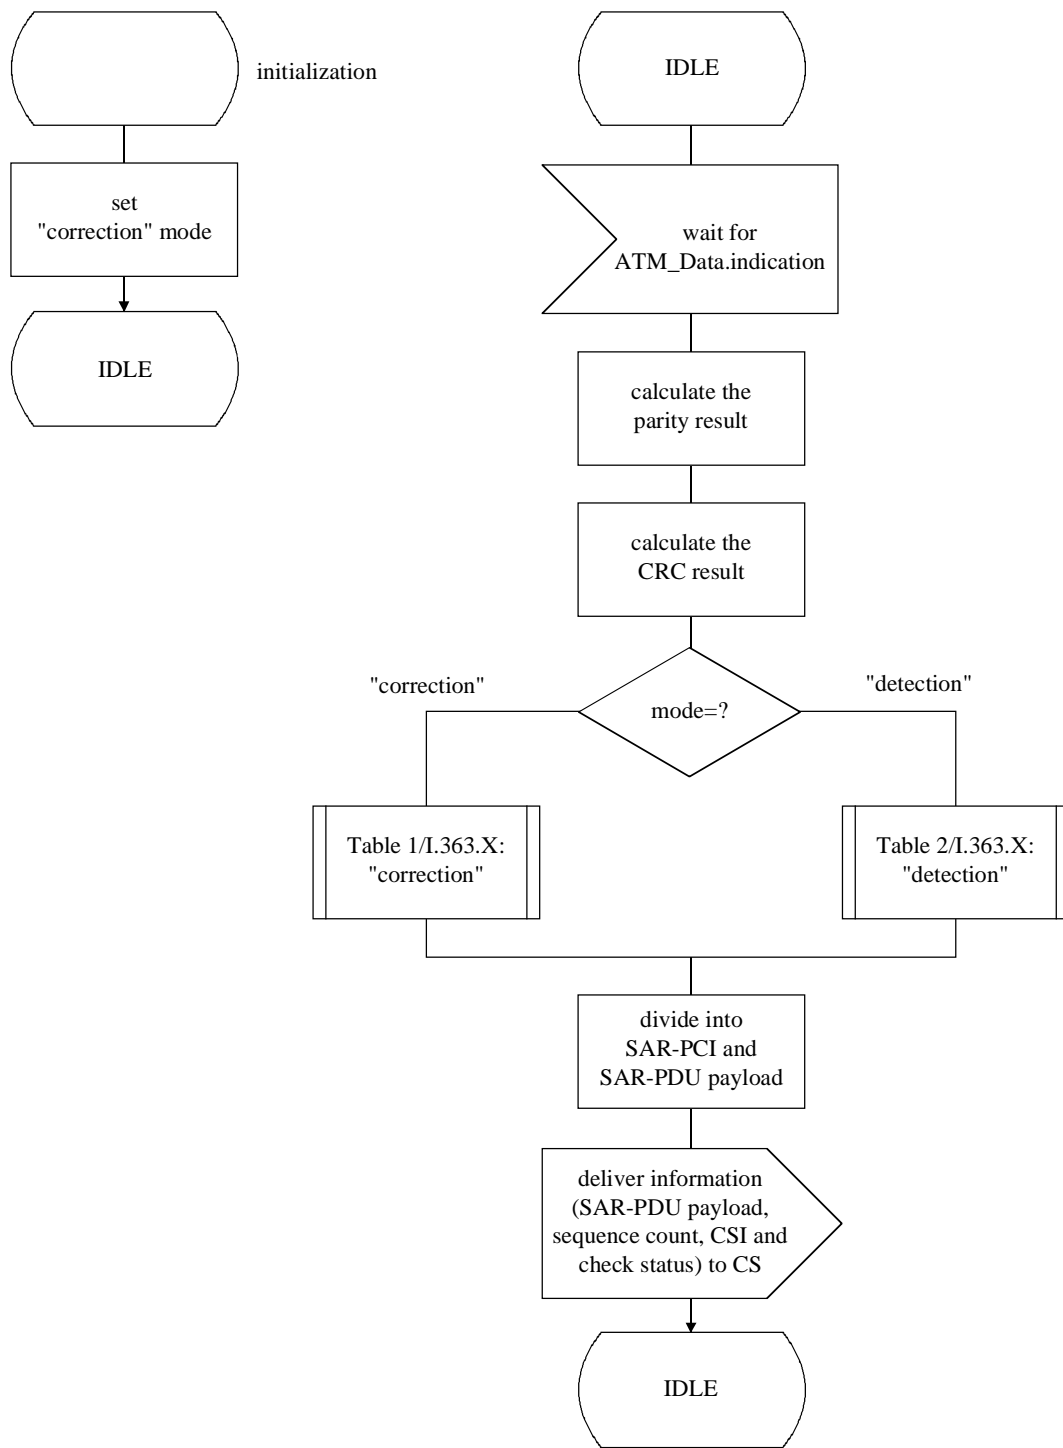 initialization
set
"correction" mode
IDLE
IDLE
wait for
ATM_Data.indication
calculate the
parity result
calculate the
CRC result
mode=?
"correction"
"detection"
Table 1/I.363.X:
"correction"
Table 2/I.363.X:
"detection"
divide into
SAR-PCI and
SAR-PDU payload
deliver information
(SAR-PDU payload,
sequence count, CSI and
check status) to CS
IDLE